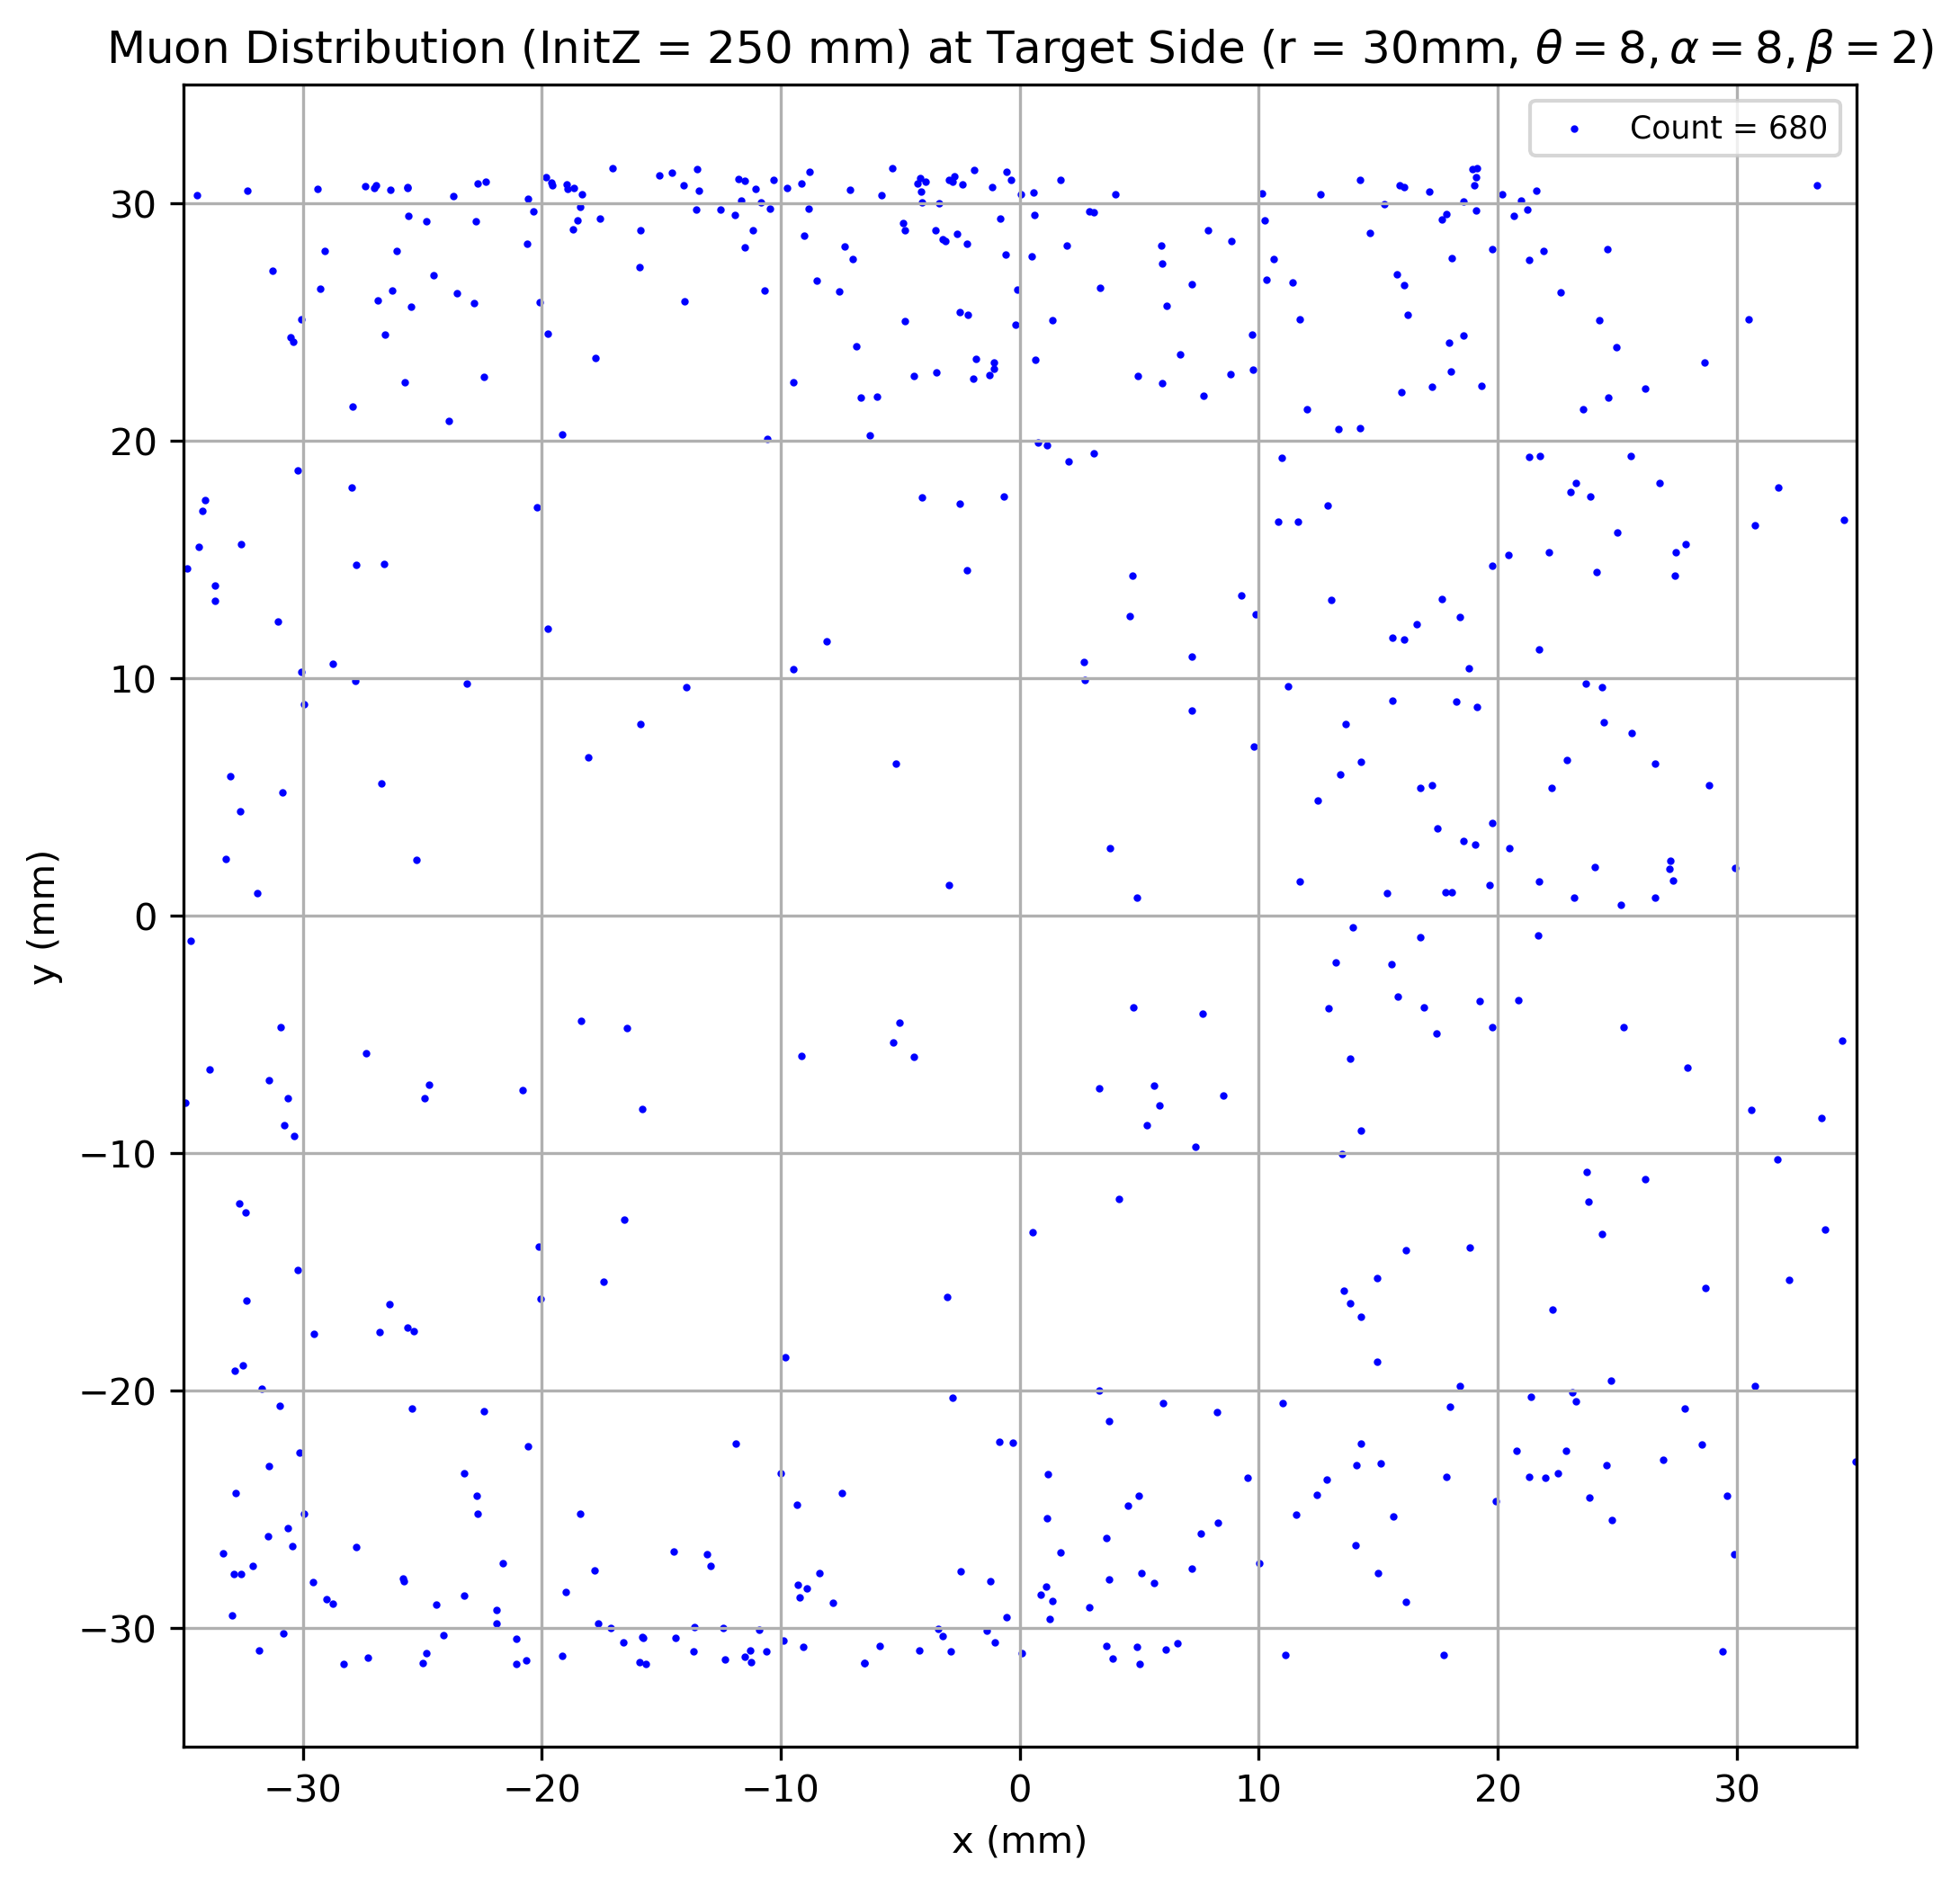 Muon Distribution (InitZ = 250 mm) at Target Side (r = 30mm, θ = 8, α = 8, β = 2)
Count = 680
30
20
10
0
−10
−20
−30
y (mm)
−30 −20 −10 0 10 20 30
x (mm)